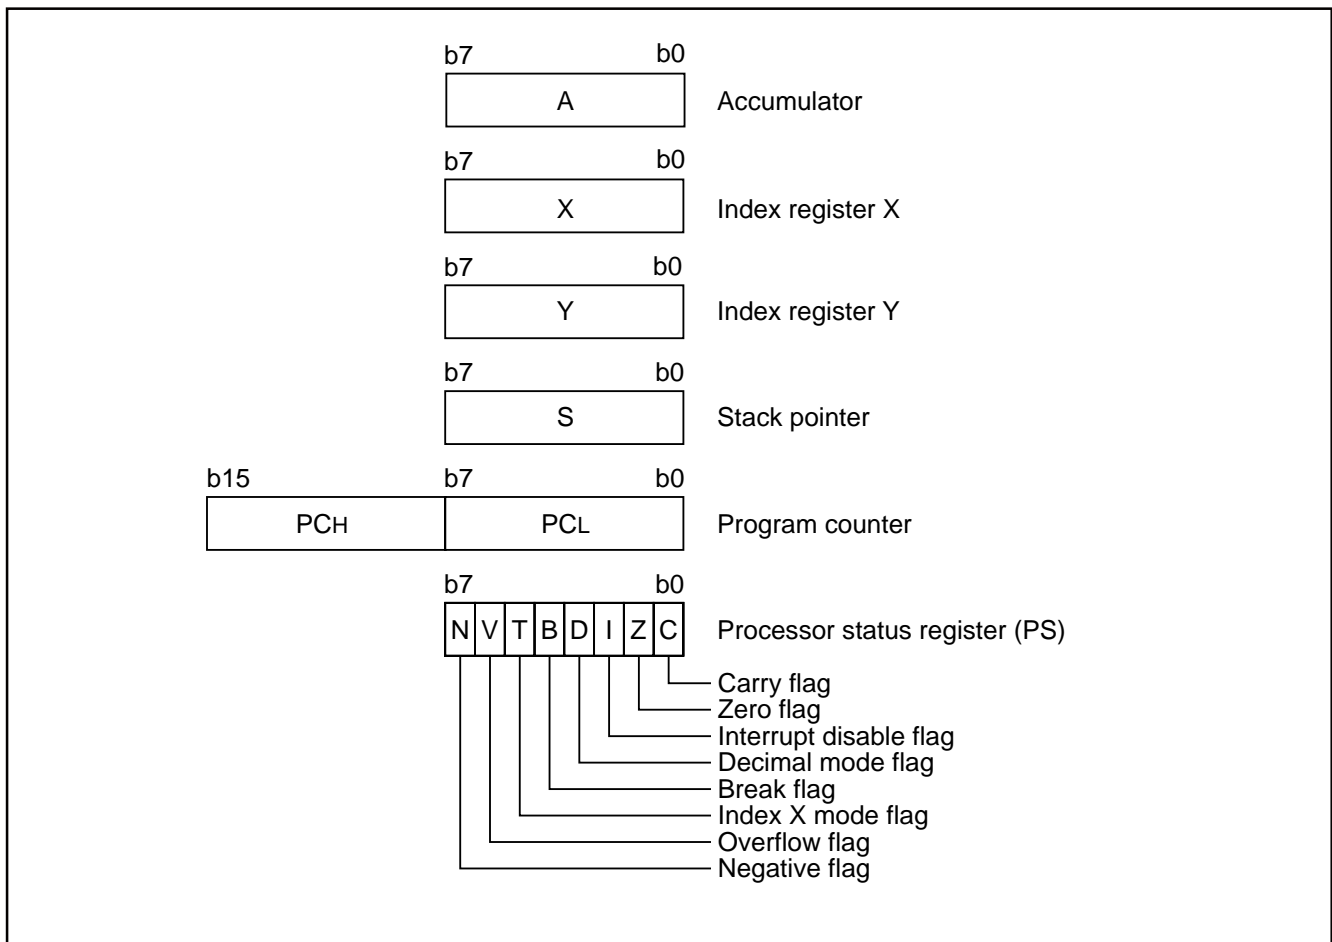 b7 b0
A Accumulator
b7 b0
X Index register X
b7 b0
Y Index register Y
b7 b0
S Stack pointer
b15 b7 b0
PCH PCL Program counter
b7 b0
N V T B D I Z C Processor status register (PS)
Carry flag
Zero flag
Interrupt disable flag
Decimal mode flag
Break flag
Index X mode flag
Overflow flag
Negative flag